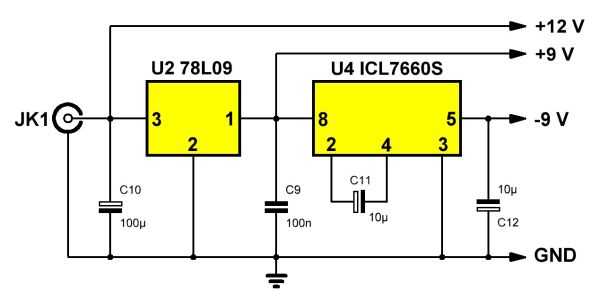 +12 V
+9 V
U2 78L09
U4 ICL7660S
JK1
3
1
2
8
5
2
4
3
-9 V
C10
100µ
C9
100n
C11
10µ
10µ
C12
GND